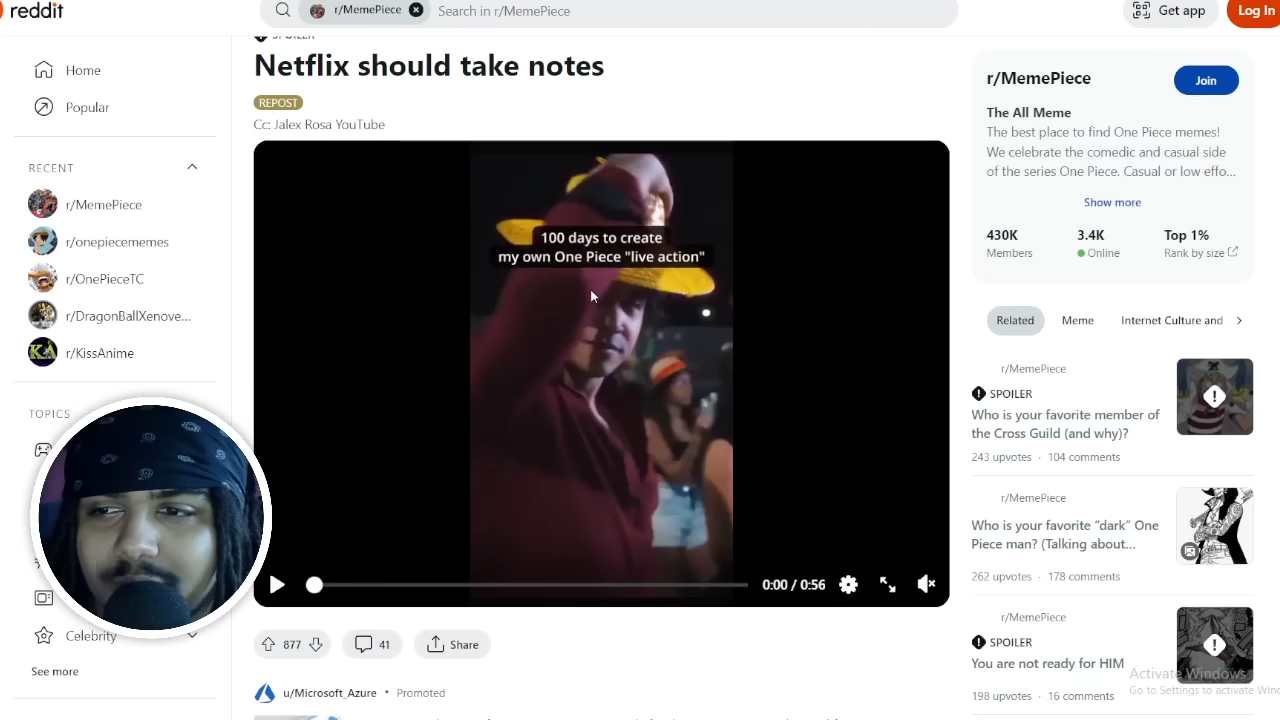 reddit
r/MemePiece
Search in r/MemePiece
Get app
Log In
Home
Popular
RECENT
r/MemePiece
r/onepiecememes
r/OnePieceTC
r/DragonBallXenove...
r/KissAnime
TOPICS
Celebrity
See more
SPOILER
Netflix should take notes
REPOST
Cc: Jalex Rosa YouTube
100 days to create
my own One Piece "live action"
0:00 / 0:56
877
41
Share
u/Microsoft_Azure • Promoted
r/MemePiece
Join
The All Meme
The best place to find One Piece memes!
We celebrate the comedic and casual side
of the series One Piece. Casual or low effo...
Show more
430K
Members
3.4K
Online
Top 1%
Rank by size
Related
Meme
Internet Culture and
r/MemePiece
SPOILER
Who is your favorite member of
the Cross Guild (and why)?
243 upvotes · 104 comments
r/MemePiece
Who is your favorite “dark” One
Piece man? (Talking about...
262 upvotes · 178 comments
r/MemePiece
SPOILER
You are not ready for HIM
198 upvotes · 16 comments
Activate Windows
Go to Settings to activate Win